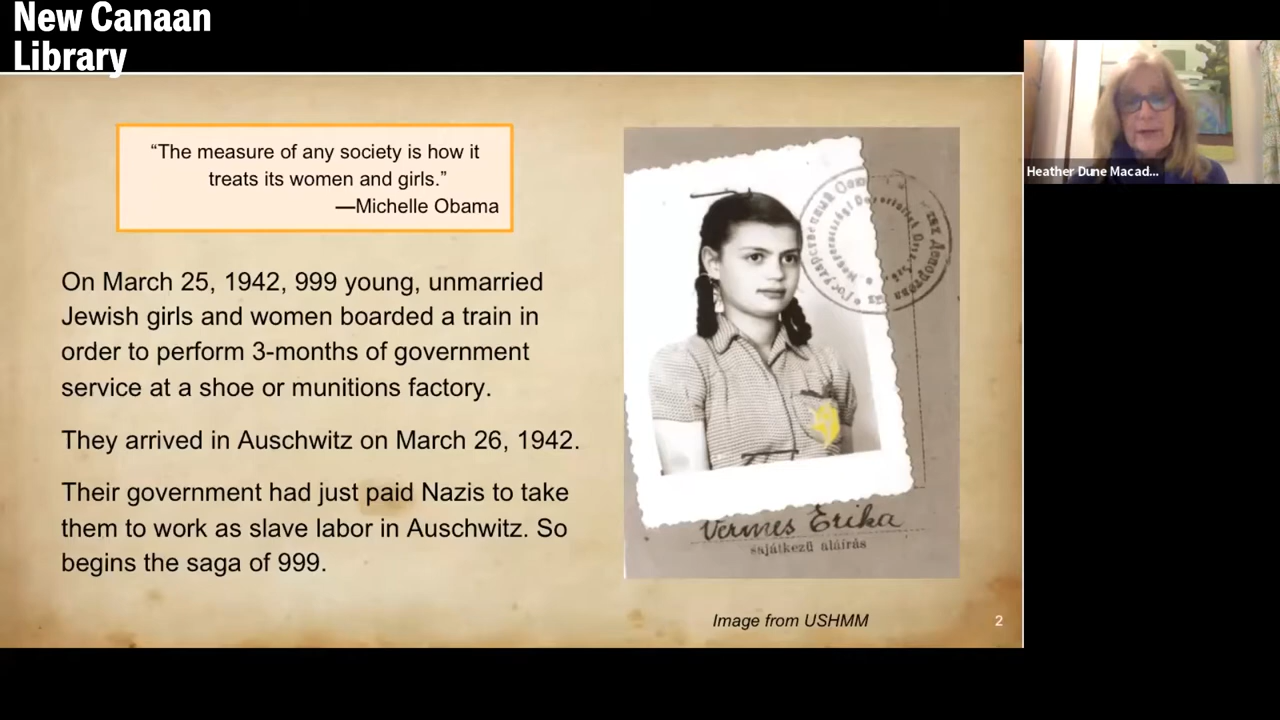 New Canaan
Library
“The measure of any society is how it
treats its women and girls.”
—Michelle Obama
On March 25, 1942, 999 young, unmarried
Jewish girls and women boarded a train in
order to perform 3-months of government
service at a shoe or munitions factory.
They arrived in Auschwitz on March 26, 1942.
Their government had just paid Nazis to take
them to work as slave labor in Auschwitz. So
begins the saga of 999.
Vermes Erika
sajátkezű aláírás
Image from USHMM
2
Heather Dune Macad...